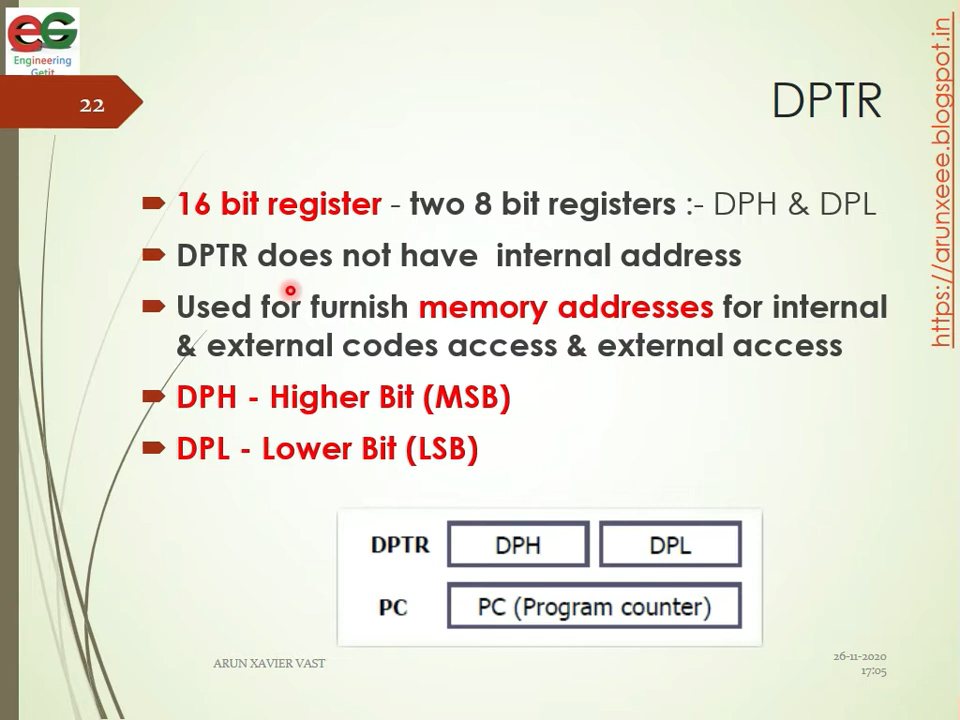 eG
Engineering
Getit
22
DPTR
https://arunxeee.blogspot.in
16 bit register - two 8 bit registers :- DPH & DPL
DPTR does not have internal address
Used for furnish memory addresses for internal
& external codes access & external access
DPH - Higher Bit (MSB)
DPL - Lower Bit (LSB)
DPTR DPH DPL
PC PC (Program counter)
ARUN XAVIER VAST
26-11-2020
17:05